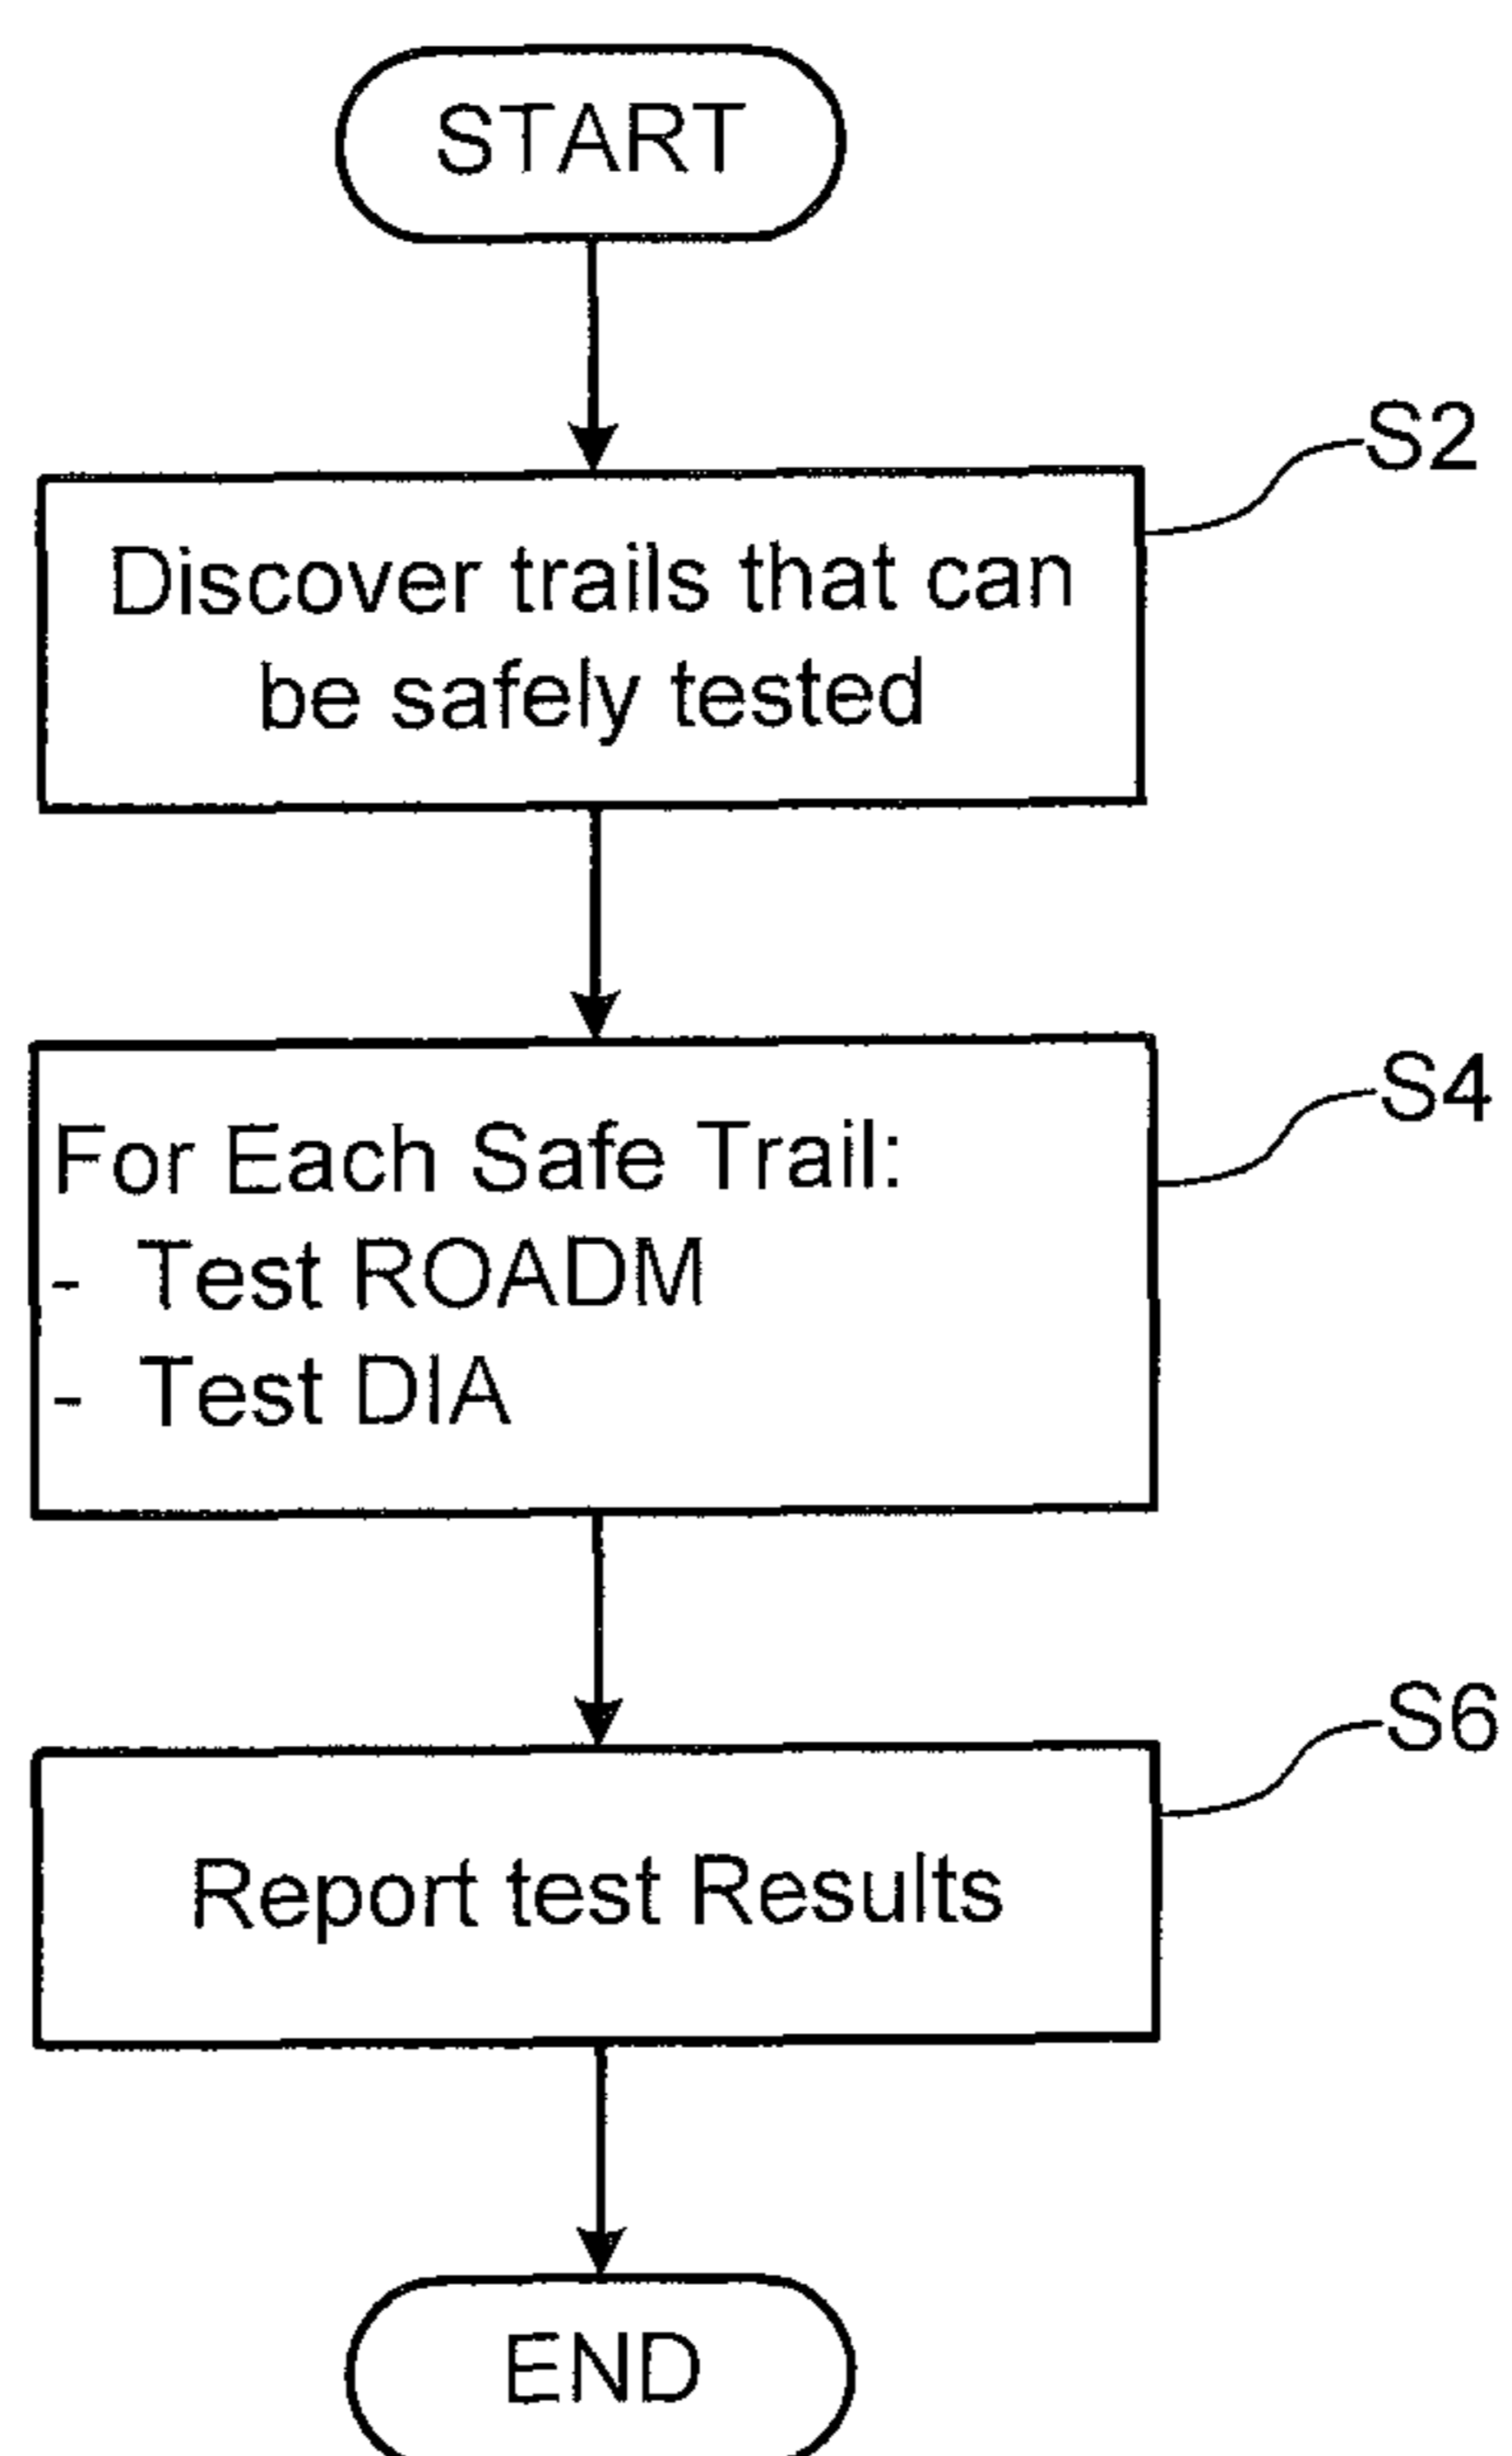 START
S2
Discover trails that can
be safely tested
S4
For Each Safe Trail:
- Test ROADM
- Test DIA
S6
Report test Results
END